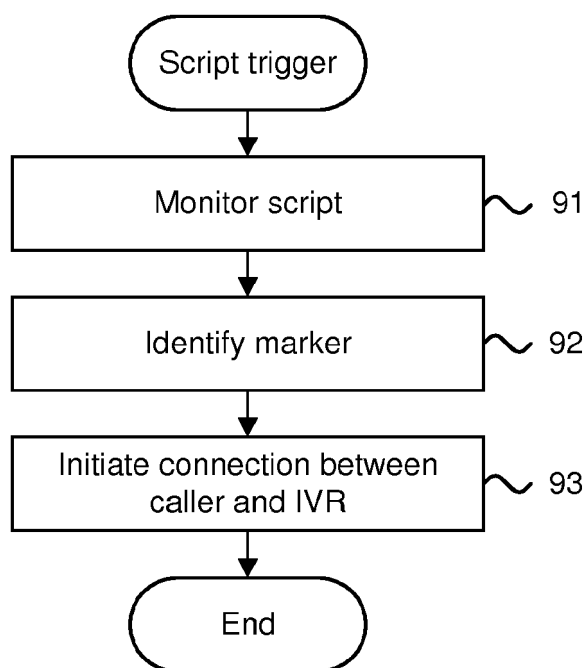 Script trigger
Monitor script
91
Identify marker
92
Initiate connection between
caller and IVR
93
End